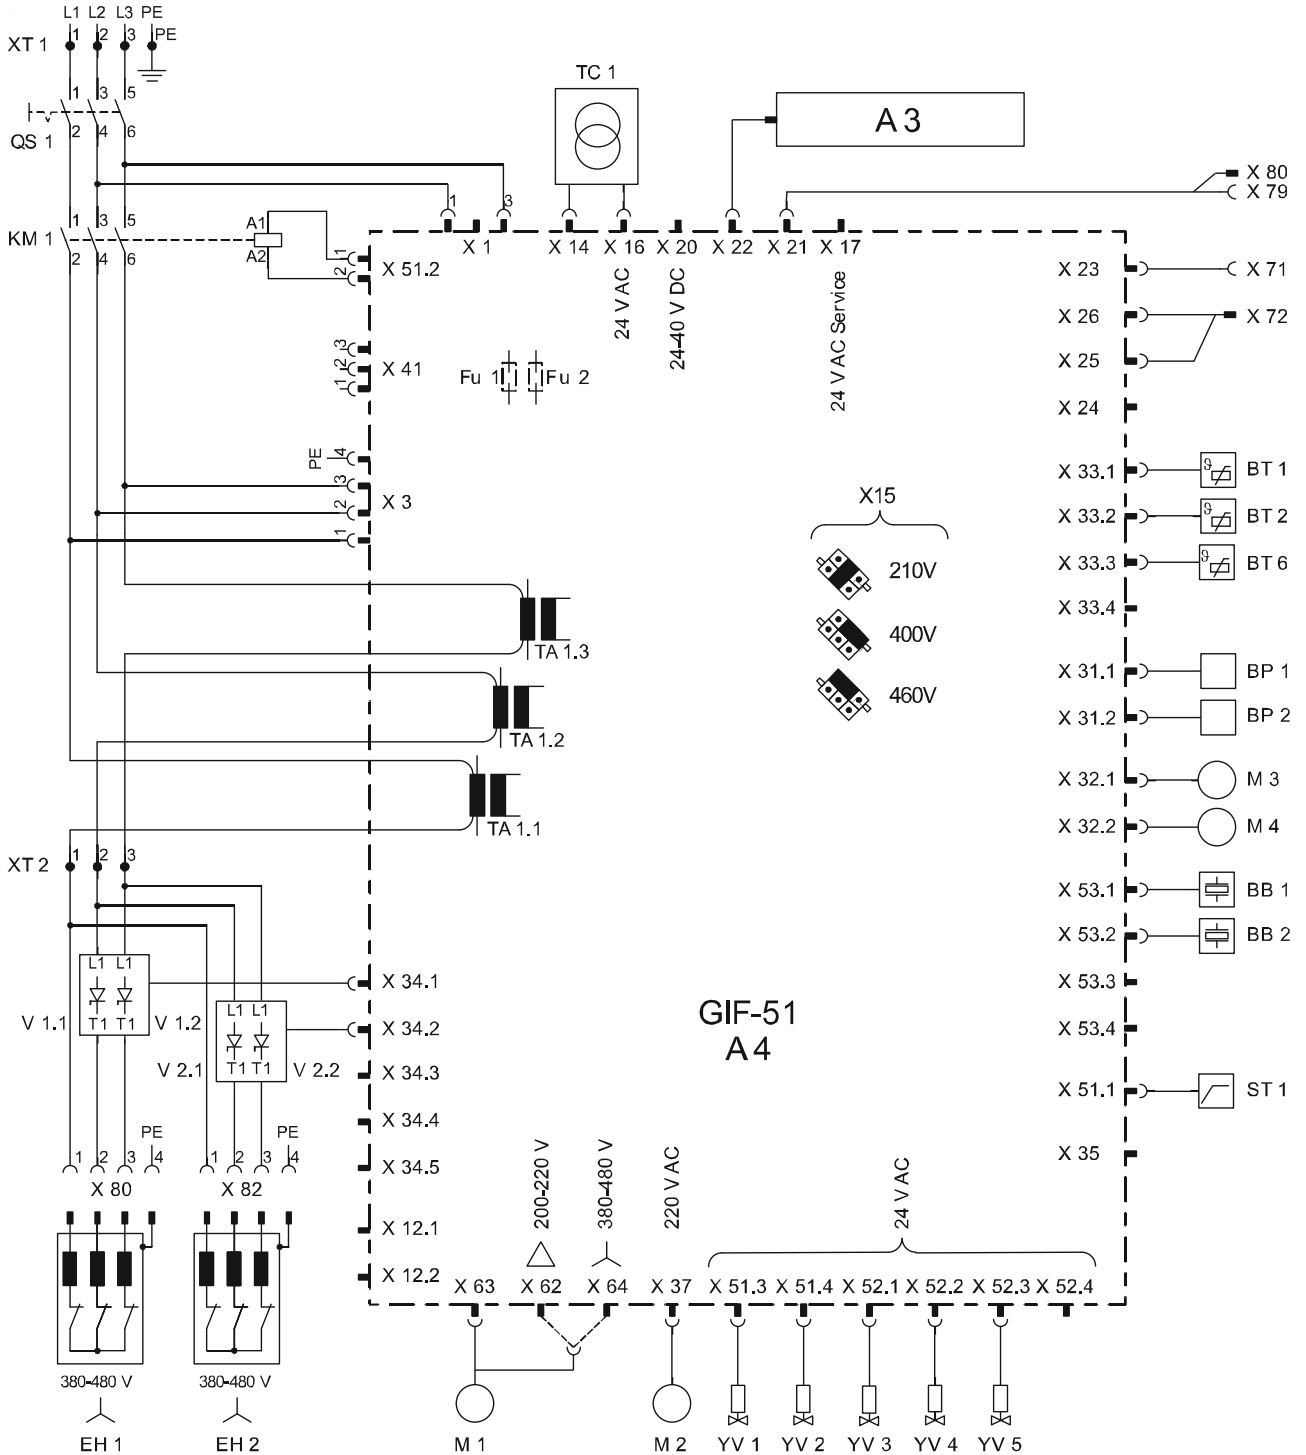 L1 L2 L3 PE
XT 1 1 2 3 PE
TC 1
A 3
1 3 5
QS 1 2 4 6
X 80
X 79
1 3
1 3 5
KM 1 A1
A2
2 4 6
1
2
X 51.2
X 1 X 14 X 16 X 20 X 22 X 21 X 17
24 V AC
24-40 V DC
24 V AC Service
X 23 X 71
X 26 X 72
X 25
X 24
3
2
1
X 41
Fu 1 Fu 2
PE 4
3
2
1
X 3
X15
210V
400V
460V
X 33.1 BT 1
X 33.2 BT 2
X 33.3 BT 6
X 33.4
ϑ
ϑ
ϑ
TA 1.3
TA 1.2
TA 1.1
X 31.1 BP 1
X 31.2 BP 2
X 32.1 M 3
X 32.2 M 4
XT 2 1 2 3
X 53.1 BB 1
X 53.2 BB 2
X 53.3
X 53.4
L1 L1
T1 T1
V 1.1 V 1.2
L1 L1
T1 T1
V 2.1 V 2.2
X 34.1
X 34.2
X 34.3
X 34.4
X 34.5
X 12.1
X 12.2
GIF-51
A 4
X 51.1 ST 1
X 35
PE PE
1 2 3 4 1 2 3 4
X 80 X 82
200-220 V
380-480 V
220 V AC
24 V AC
X 63 X 62 X 64 X 37 X 51.3 X 51.4 X 52.1 X 52.2 X 52.3 X 52.4
380-480 V 380-480 V
EH 1 EH 2 M 1 M 2 YV 1 YV 2 YV 3 YV 4 YV 5